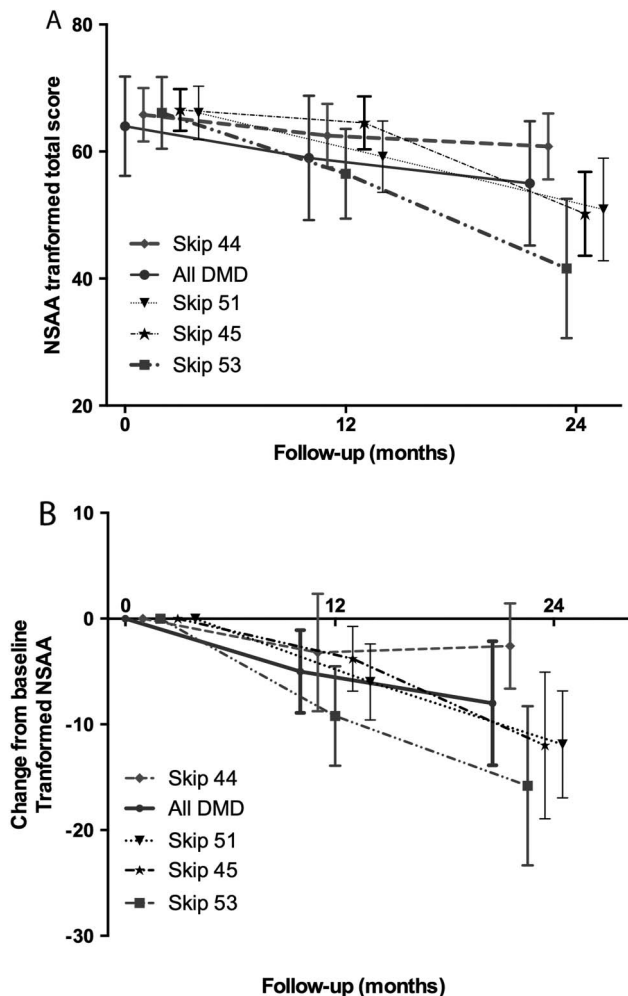 A
NSAA tranformed total score
80
60
40
20
Skip 44
All DMD
Skip 51
Skip 45
Skip 53
0
12
24
Follow-up (months)
B
Change from baseline
Tranformed NSAA
10
0
-10
-20
-30
0
12
24
Skip 44
All DMD
Skip 51
Skip 45
Skip 53
Follow-up (months)